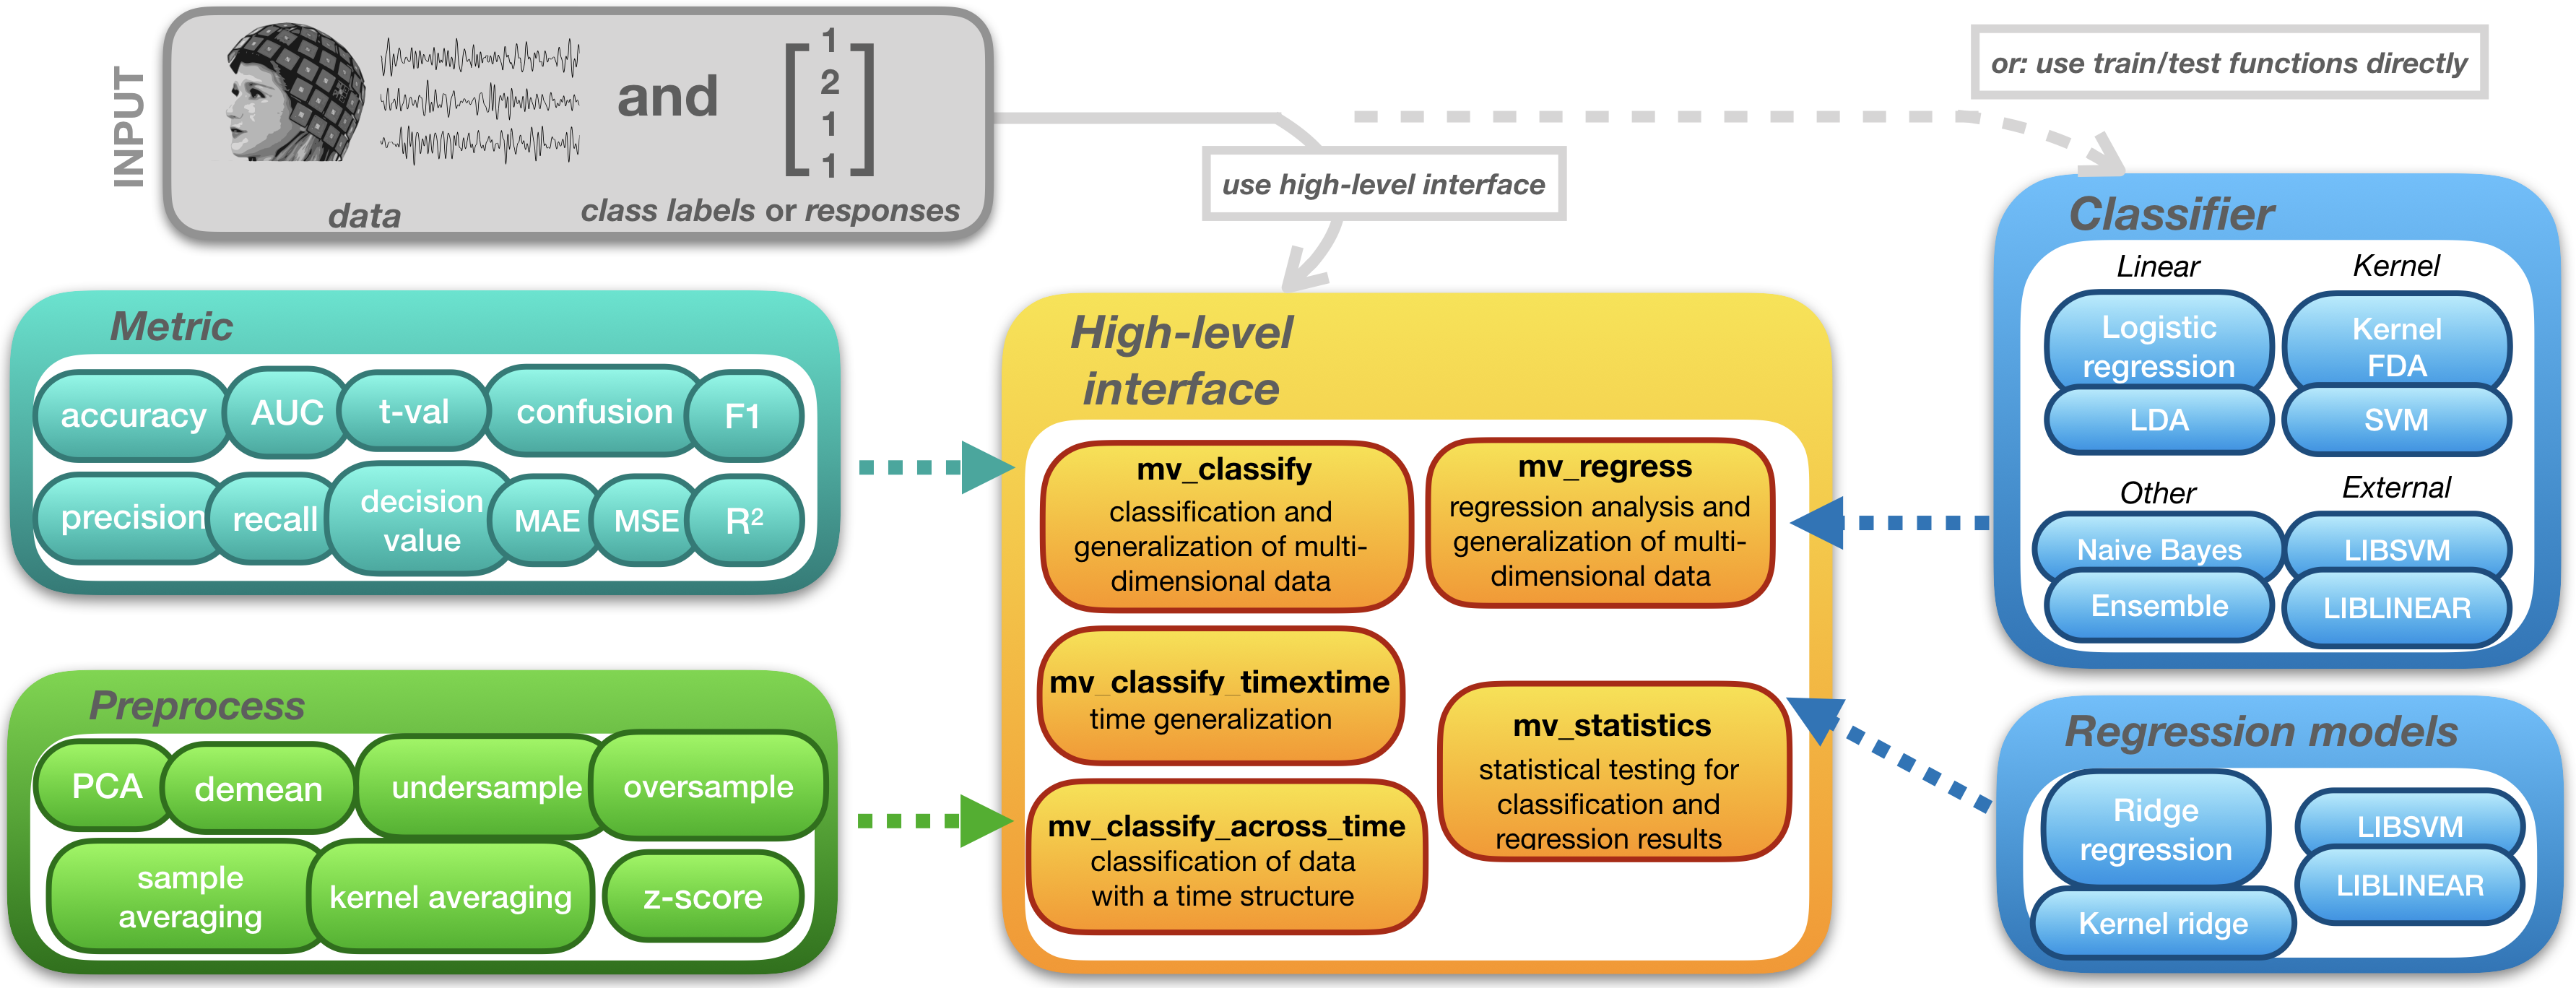 INPUT
and
1
2
1
1
data
class labels or responses
or: use train/test functions directly
use high-level interface
Metric
accuracy
AUC
t-val
confusion
F1
precision
recall
decision
value
MAE
MSE
R²
Preprocess
PCA
demean
undersample
oversample
sample
averaging
kernel averaging
z-score
High-level
interface
mv_classify
classification and
generalization of multi-
dimensional data
mv_regress
regression analysis and
generalization of multi-
dimensional data
mv_classify_timextime
time generalization
mv_statistics
statistical testing for
classification and
regression results
mv_classify_across_time
classification of data
with a time structure
Classifier
Linear
Logistic
regression
LDA
Kernel
Kernel
FDA
SVM
Other
Naive Bayes
Ensemble
External
LIBSVM
LIBLINEAR
Regression models
Ridge
regression
Kernel ridge
LIBSVM
LIBLINEAR